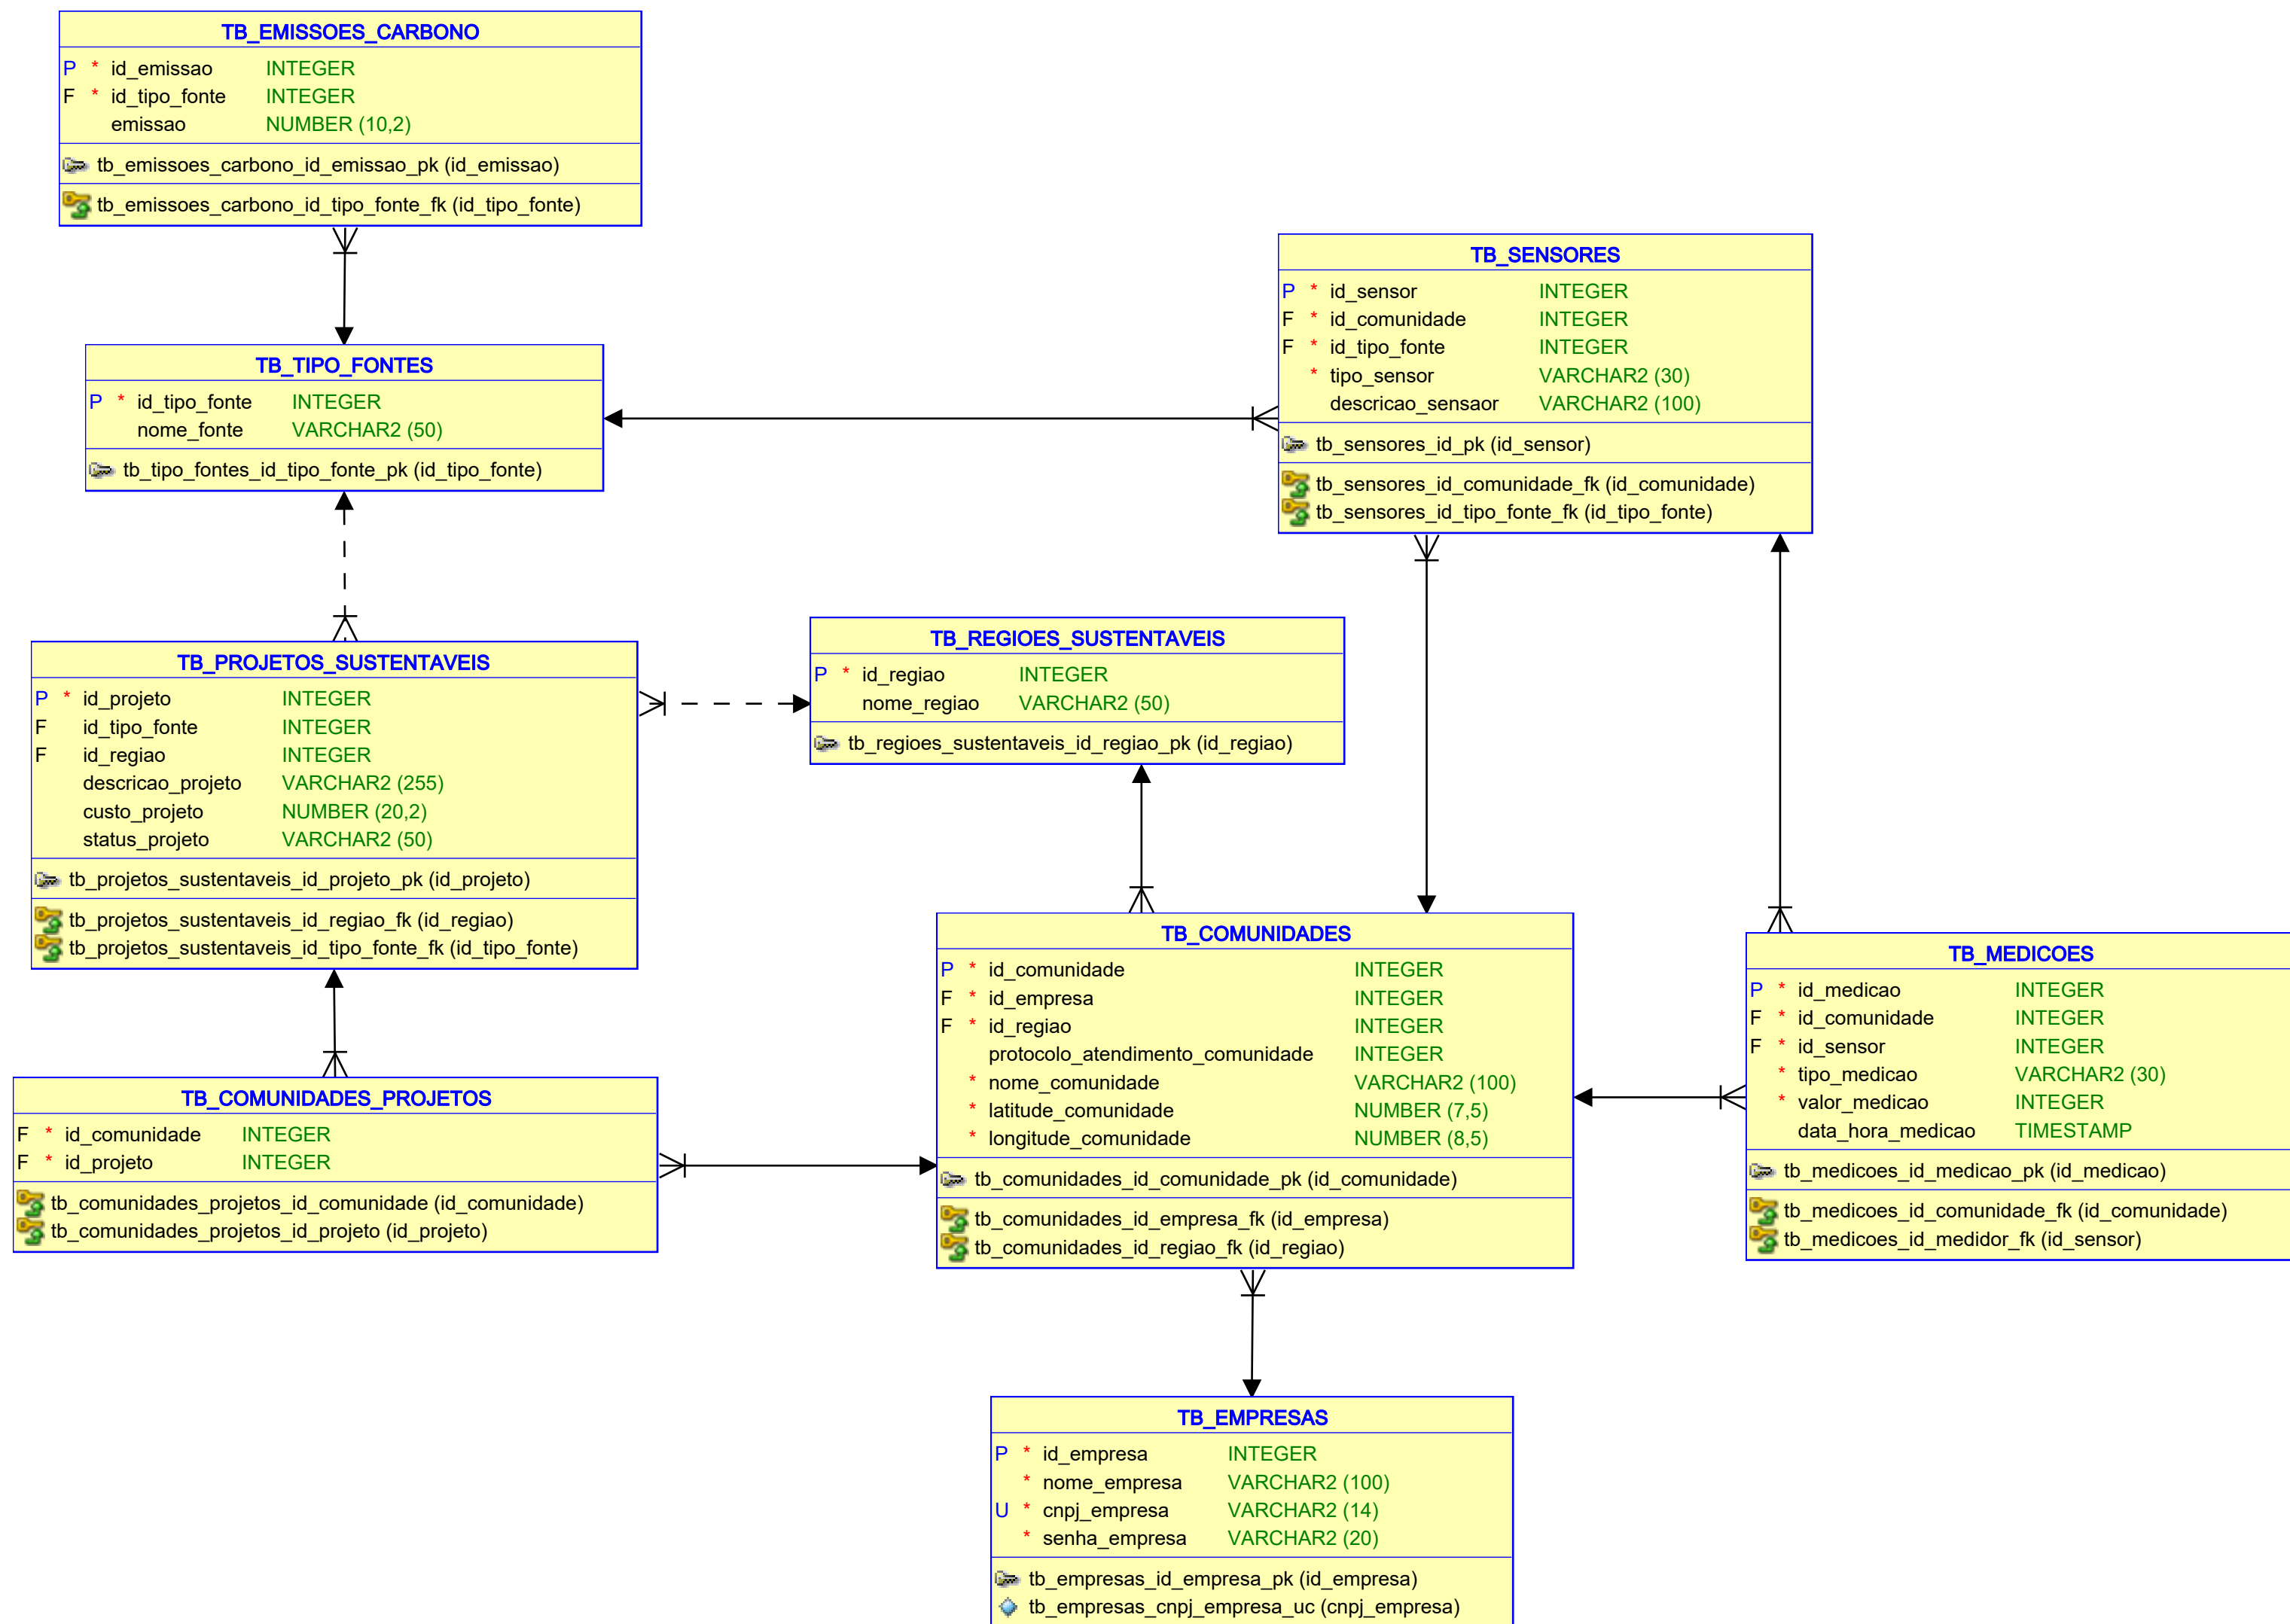 TB_EMISSOES_CARBONO
P * id_emissao INTEGER
F * id_tipo_fonte INTEGER
emissao NUMBER (10,2)
tb_emissoes_carbono_id_emissao_pk (id_emissao)
tb_emissoes_carbono_id_tipo_fonte_fk (id_tipo_fonte)
TB_TIPO_FONTES
P * id_tipo_fonte INTEGER
nome_fonte VARCHAR2 (50)
tb_tipo_fontes_id_tipo_fonte_pk (id_tipo_fonte)
TB_SENSORES
P * id_sensor INTEGER
F * id_comunidade INTEGER
F * id_tipo_fonte INTEGER
* tipo_sensor VARCHAR2 (30)
descricao_sensaor VARCHAR2 (100)
tb_sensores_id_pk (id_sensor)
tb_sensores_id_comunidade_fk (id_comunidade)
tb_sensores_id_tipo_fonte_fk (id_tipo_fonte)
TB_PROJETOS_SUSTENTAVEIS
P * id_projeto INTEGER
F id_tipo_fonte INTEGER
F id_regiao INTEGER
descricao_projeto VARCHAR2 (255)
custo_projeto NUMBER (20,2)
status_projeto VARCHAR2 (50)
tb_projetos_sustentaveis_id_projeto_pk (id_projeto)
tb_projetos_sustentaveis_id_regiao_fk (id_regiao)
tb_projetos_sustentaveis_id_tipo_fonte_fk (id_tipo_fonte)
TB_REGIOES_SUSTENTAVEIS
P * id_regiao INTEGER
nome_regiao VARCHAR2 (50)
tb_regioes_sustentaveis_id_regiao_pk (id_regiao)
TB_COMUNIDADES_PROJETOS
F * id_comunidade INTEGER
F * id_projeto INTEGER
tb_comunidades_projetos_id_comunidade (id_comunidade)
tb_comunidades_projetos_id_projeto (id_projeto)
TB_COMUNIDADES
P * id_comunidade INTEGER
F * id_empresa INTEGER
F * id_regiao INTEGER
protocolo_atendimento_comunidade INTEGER
* nome_comunidade VARCHAR2 (100)
* latitude_comunidade NUMBER (7,5)
* longitude_comunidade NUMBER (8,5)
tb_comunidades_id_comunidade_pk (id_comunidade)
tb_comunidades_id_empresa_fk (id_empresa)
tb_comunidades_id_regiao_fk (id_regiao)
TB_MEDICOES
P * id_medicao INTEGER
F * id_comunidade INTEGER
F * id_sensor INTEGER
* tipo_medicao VARCHAR2 (30)
* valor_medicao INTEGER
data_hora_medicao TIMESTAMP
tb_medicoes_id_medicao_pk (id_medicao)
tb_medicoes_id_comunidade_fk (id_comunidade)
tb_medicoes_id_medidor_fk (id_sensor)
TB_EMPRESAS
P * id_empresa INTEGER
* nome_empresa VARCHAR2 (100)
U * cnpj_empresa VARCHAR2 (14)
* senha_empresa VARCHAR2 (20)
tb_empresas_id_empresa_pk (id_empresa)
tb_empresas_cnpj_empresa_uc (cnpj_empresa)